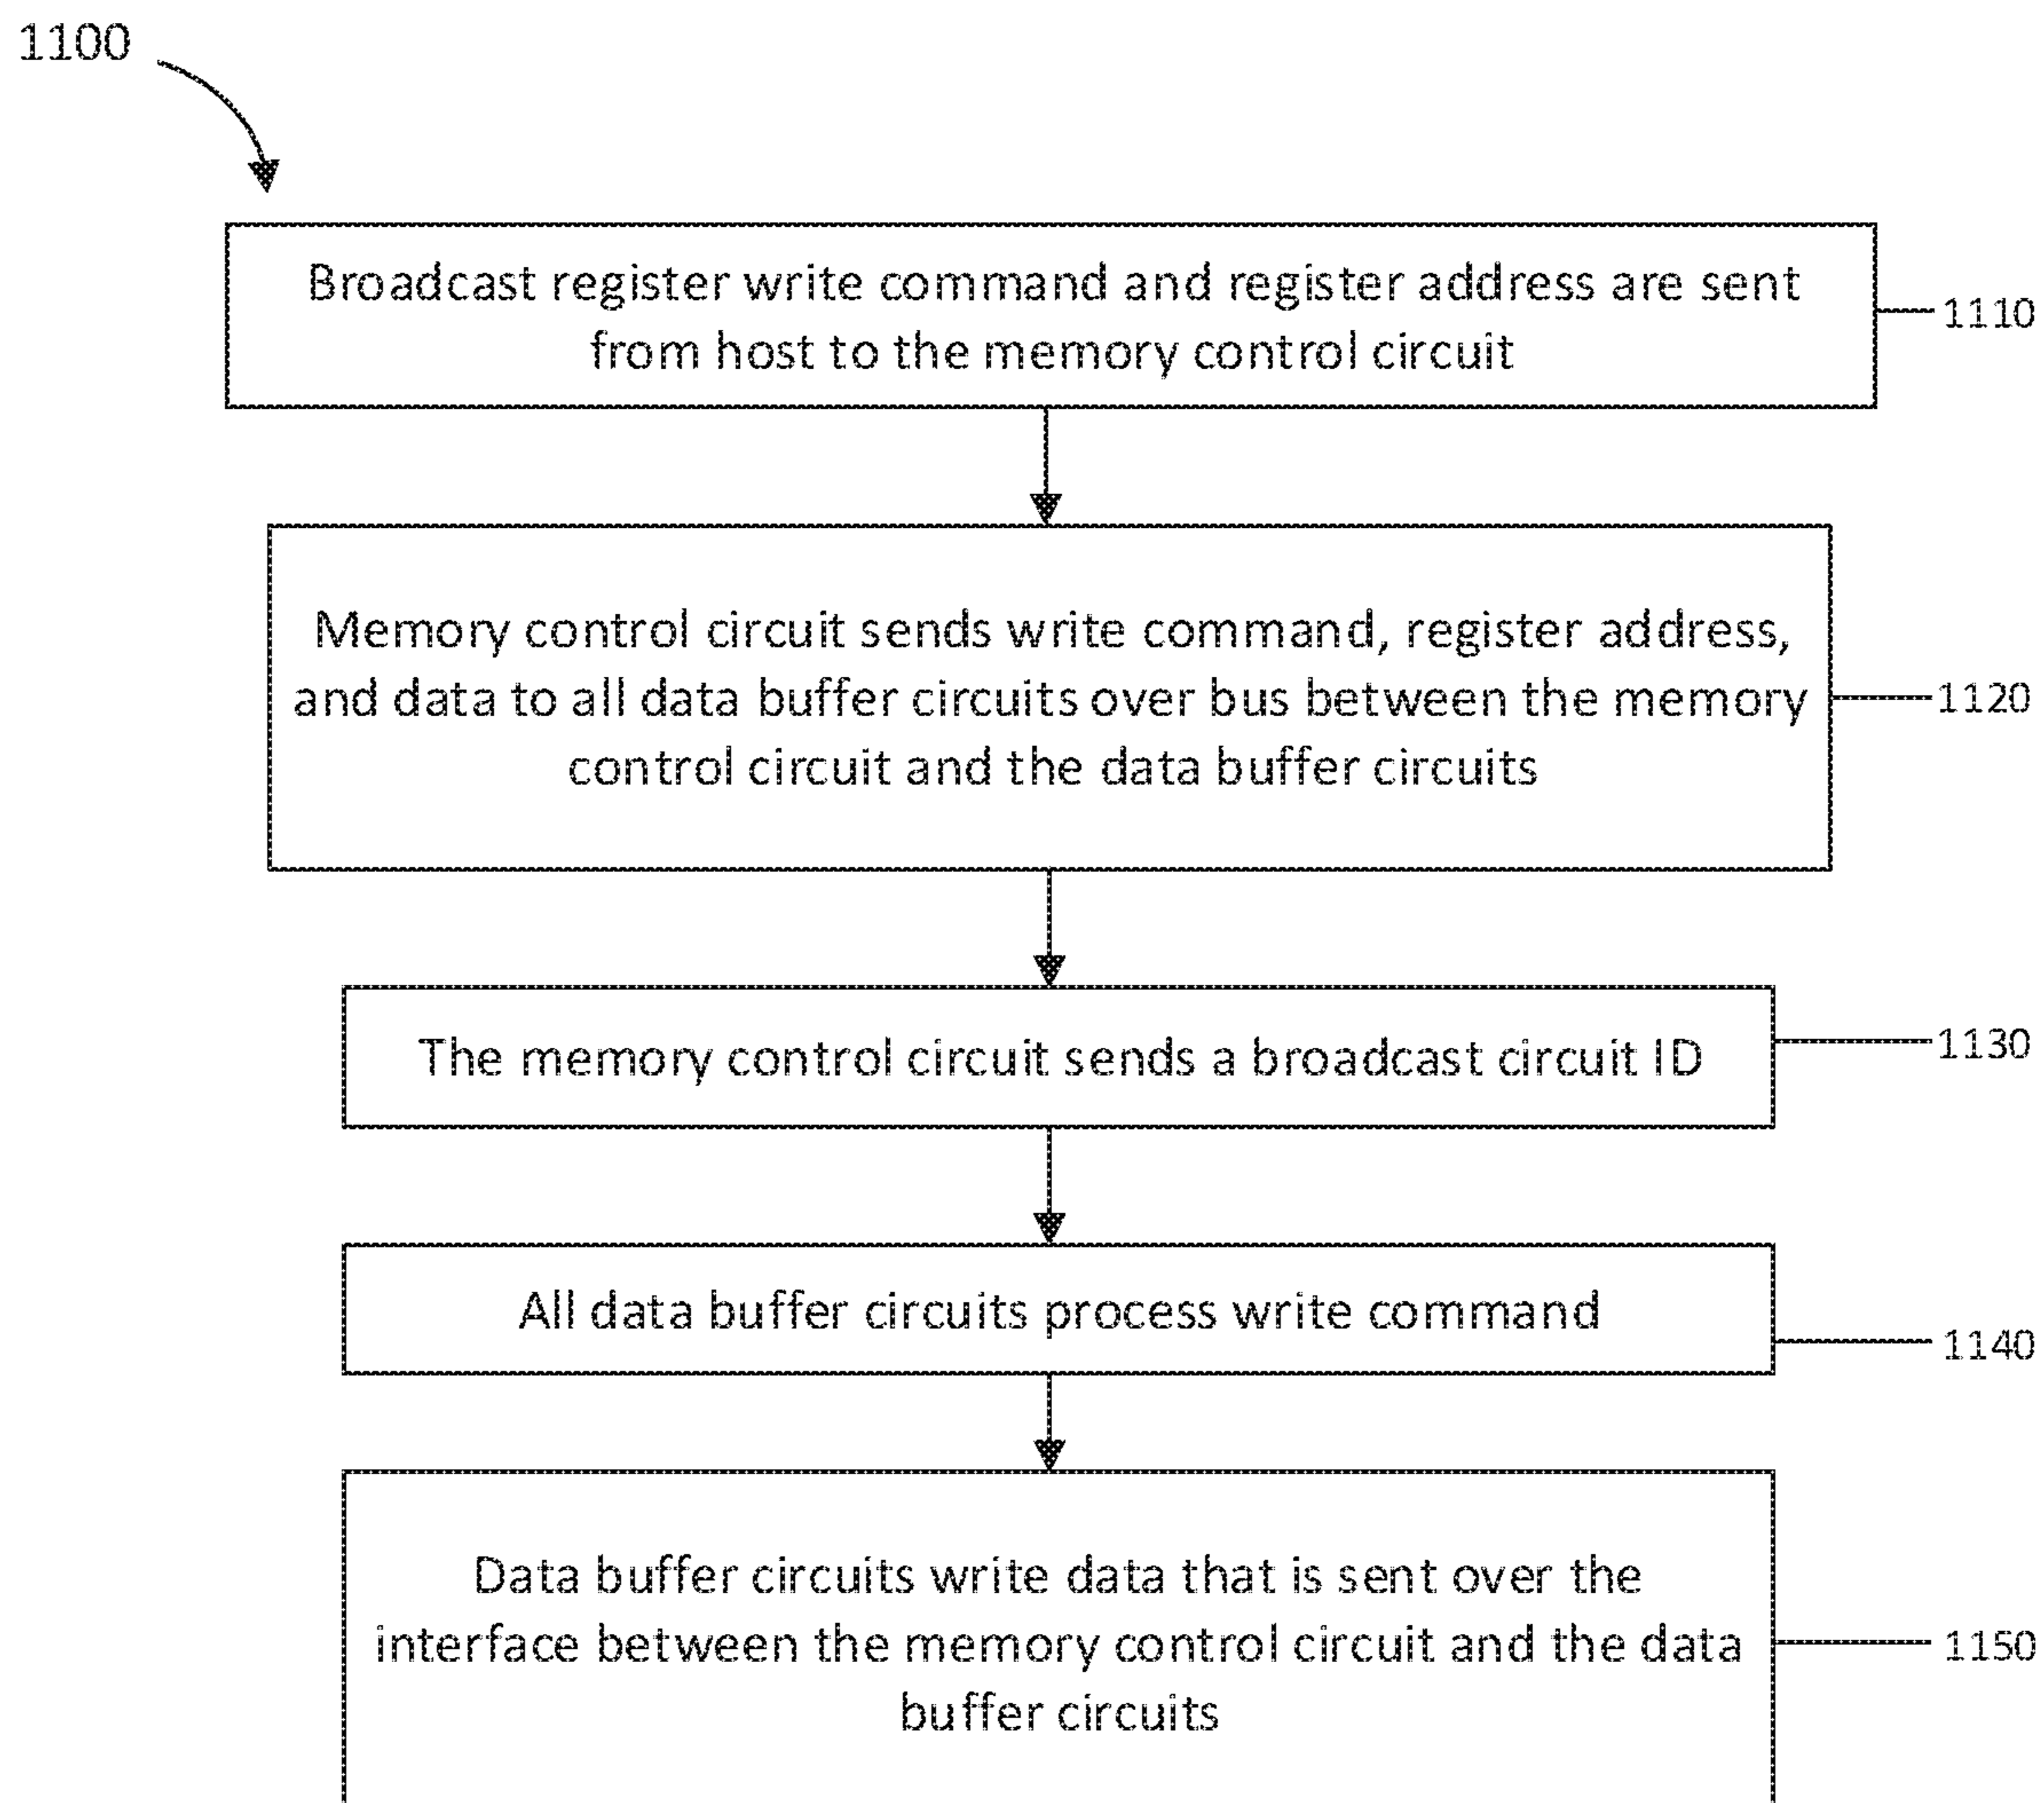 1100
Broadcast register write command and register address are sent
from host to the memory control circuit
1110
Memory control circuit sends write command, register address,
and data to all data buffer circuits over bus between the memory
control circuit and the data buffer circuits
1120
The memory control circuit sends a broadcast circuit ID
1130
All data buffer circuits process write command
1140
Data buffer circuits write data that is sent over the
interface between the memory control circuit and the data
buffer circuits
1150